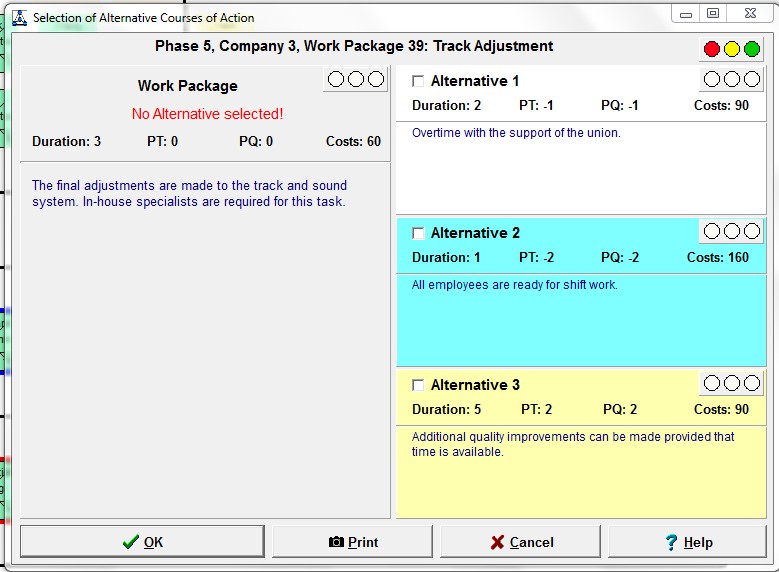 Selection of Alternative Courses of Action
Phase 5, Company 3, Work Package 39: Track Adjustment
Work Package
No Alternative selected!
Duration: 3 PT: 0 PQ: 0 Costs: 60
The final adjustments are made to the track and sound
system. In-house specialists are required for this task.
Alternative 1
Duration: 2 PT: -1 PQ: -1 Costs: 90
Overtime with the support of the union.
Alternative 2
Duration: 1 PT: -2 PQ: -2 Costs: 160
All employees are ready for shift work.
Alternative 3
Duration: 5 PT: 2 PQ: 2 Costs: 90
Additional quality improvements can be made provided that
time is available.
OK Print Cancel Help